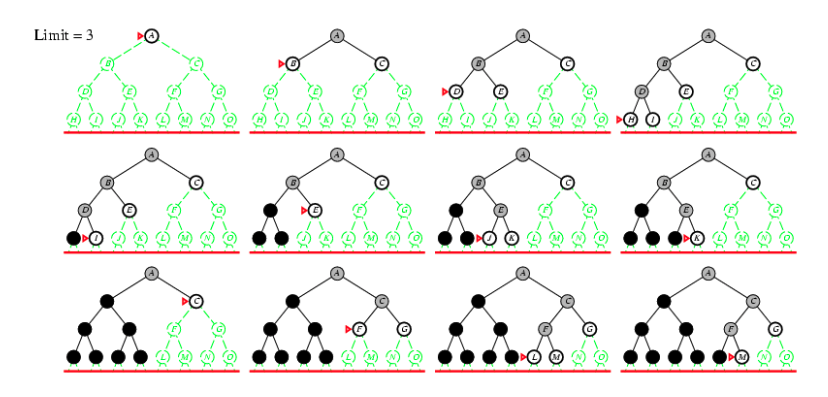 Limit = 3 A A A A
B C B C B C B C
D E F G D E F G D E F G D E F G
H I J K L M N O H I J K L M N O H I J K L M N O H I J K L M N O
A A A A
B C B C B C B C
D E F G E F G E F G E F G
I J K L M N O J K L M N O J K L M N O K L M N O
A A A A
C C C C
F G F G F G F G
L M N O L M N O L M N O M N O